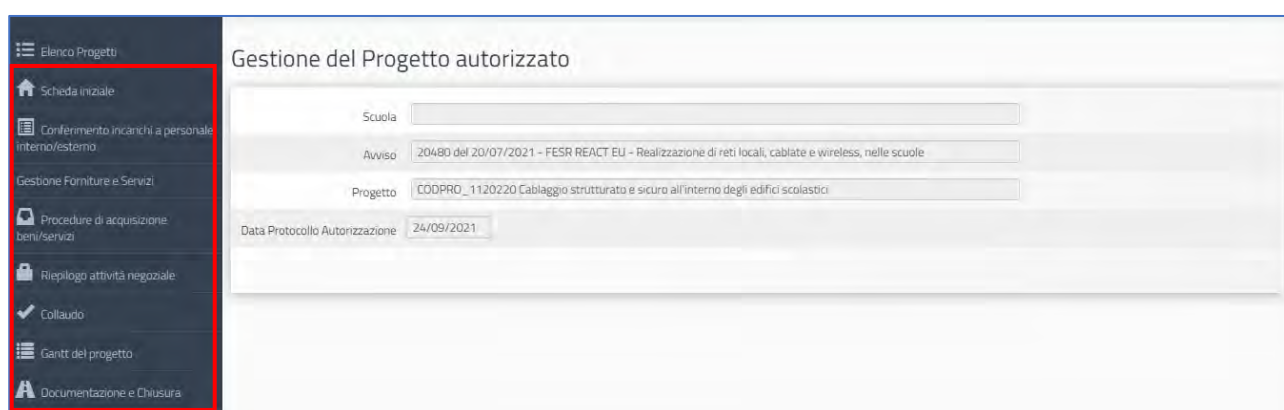 Elenco Progetti
Scheda iniziale
Conferimento incarichi a personale
interno/esterno
Gestione Forniture e Servizi
Procedure di acquisizione
beni/servizi
Riepilogo attività negoziale
Collaudo
Gantt del progetto
Documentazione e Chiusura
Gestione del Progetto autorizzato
Scuola
Avviso 20480 del 20/07/2021 - FESR REACT EU - Realizzazione di reti locali, cablate e wireless, nelle scuole
Progetto CODPRO_1120220 Cablaggio strutturato e sicuro all'interno degli edifici scolastici
Data Protocollo Autorizzazione 24/09/2021